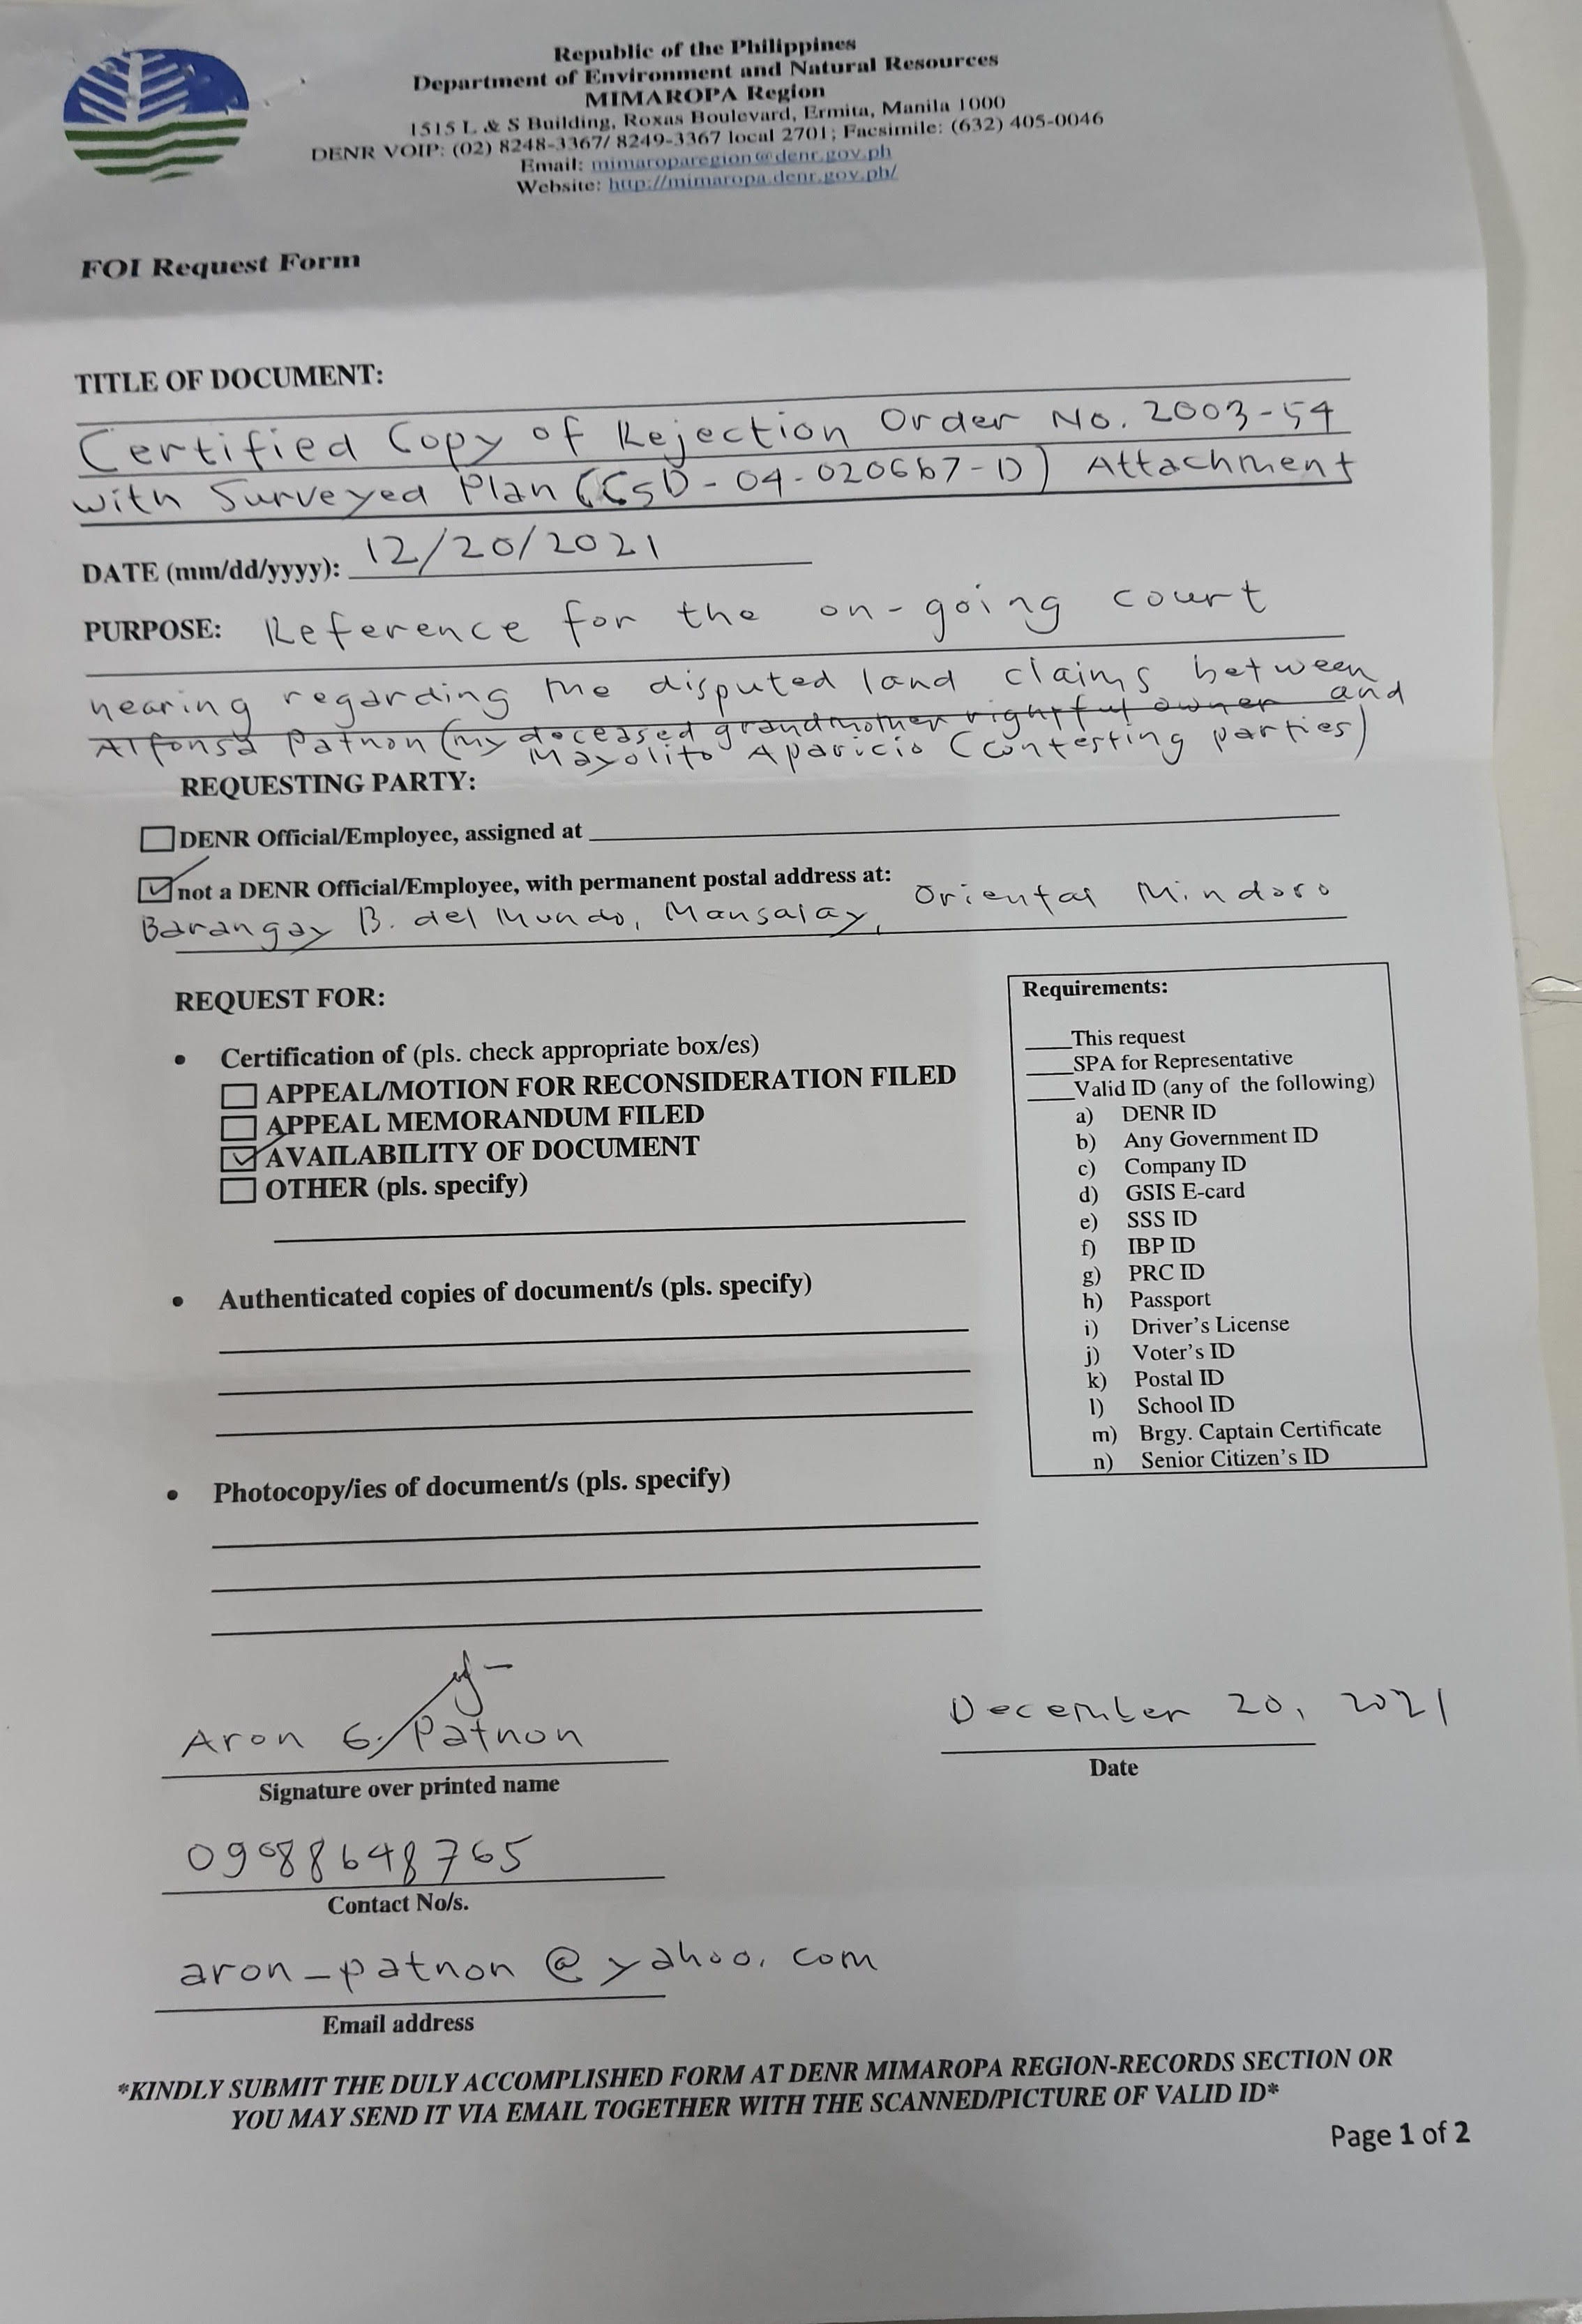 Republic of the Philippines
Department of Environment and Natural Resources
MIMAROPA Region
1515 L & S Building, Roxas Boulevard, Ermita, Manila 1000
DENR VOIP: (02) 8248-3367/ 8249-3367 local 2701; Facsimile: (632) 405-0046
Email: mimaroparegion@denr.gov.ph
Website: http://mimaropa.denr.gov.ph/
FOI Request Form
TITLE OF DOCUMENT:
Certified Copy of Rejection Order No. 2003-54
with Surveyed Plan (CSD-04-020667-D) Attachment
DATE (mm/dd/yyyy): 12/20/2021
PURPOSE: Reference for the on-going court
hearing regarding the disputed land claims between
Alfonsa Patnon (my deceased grandmother rightful owner and
Mayolito Aparicio (contesting parties)
REQUESTING PARTY:
DENR Official/Employee, assigned at
not a DENR Official/Employee, with permanent postal address at:
Barangay B. del Mundo, Mansalay, Oriental Mindoro
REQUEST FOR:
• Certification of (pls. check appropriate box/es)
APPEAL/MOTION FOR RECONSIDERATION FILED
APPEAL MEMORANDUM FILED
AVAILABILITY OF DOCUMENT
OTHER (pls. specify)
• Authenticated copies of document/s (pls. specify)
• Photocopy/ies of document/s (pls. specify)
Requirements:
____This request
____SPA for Representative
____Valid ID (any of the following)
a) DENR ID
b) Any Government ID
c) Company ID
d) GSIS E-card
e) SSS ID
f) IBP ID
g) PRC ID
h) Passport
i) Driver's License
j) Voter's ID
k) Postal ID
l) School ID
m) Brgy. Captain Certificate
n) Senior Citizen's ID
Aron G. Patnon
Signature over printed name
December 20, 2021
Date
09088648765
Contact No/s.
aron_patnon@yahoo.com
Email address
*KINDLY SUBMIT THE DULY ACCOMPLISHED FORM AT DENR MIMAROPA REGION-RECORDS SECTION OR
YOU MAY SEND IT VIA EMAIL TOGETHER WITH THE SCANNED/PICTURE OF VALID ID*
Page 1 of 2